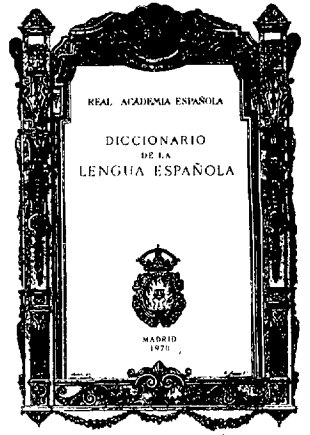 REAL ACADEMIA ESPAÑOLA
DICCIONARIO
DE LA
LENGUA ESPAÑOLA
MADRID
1970